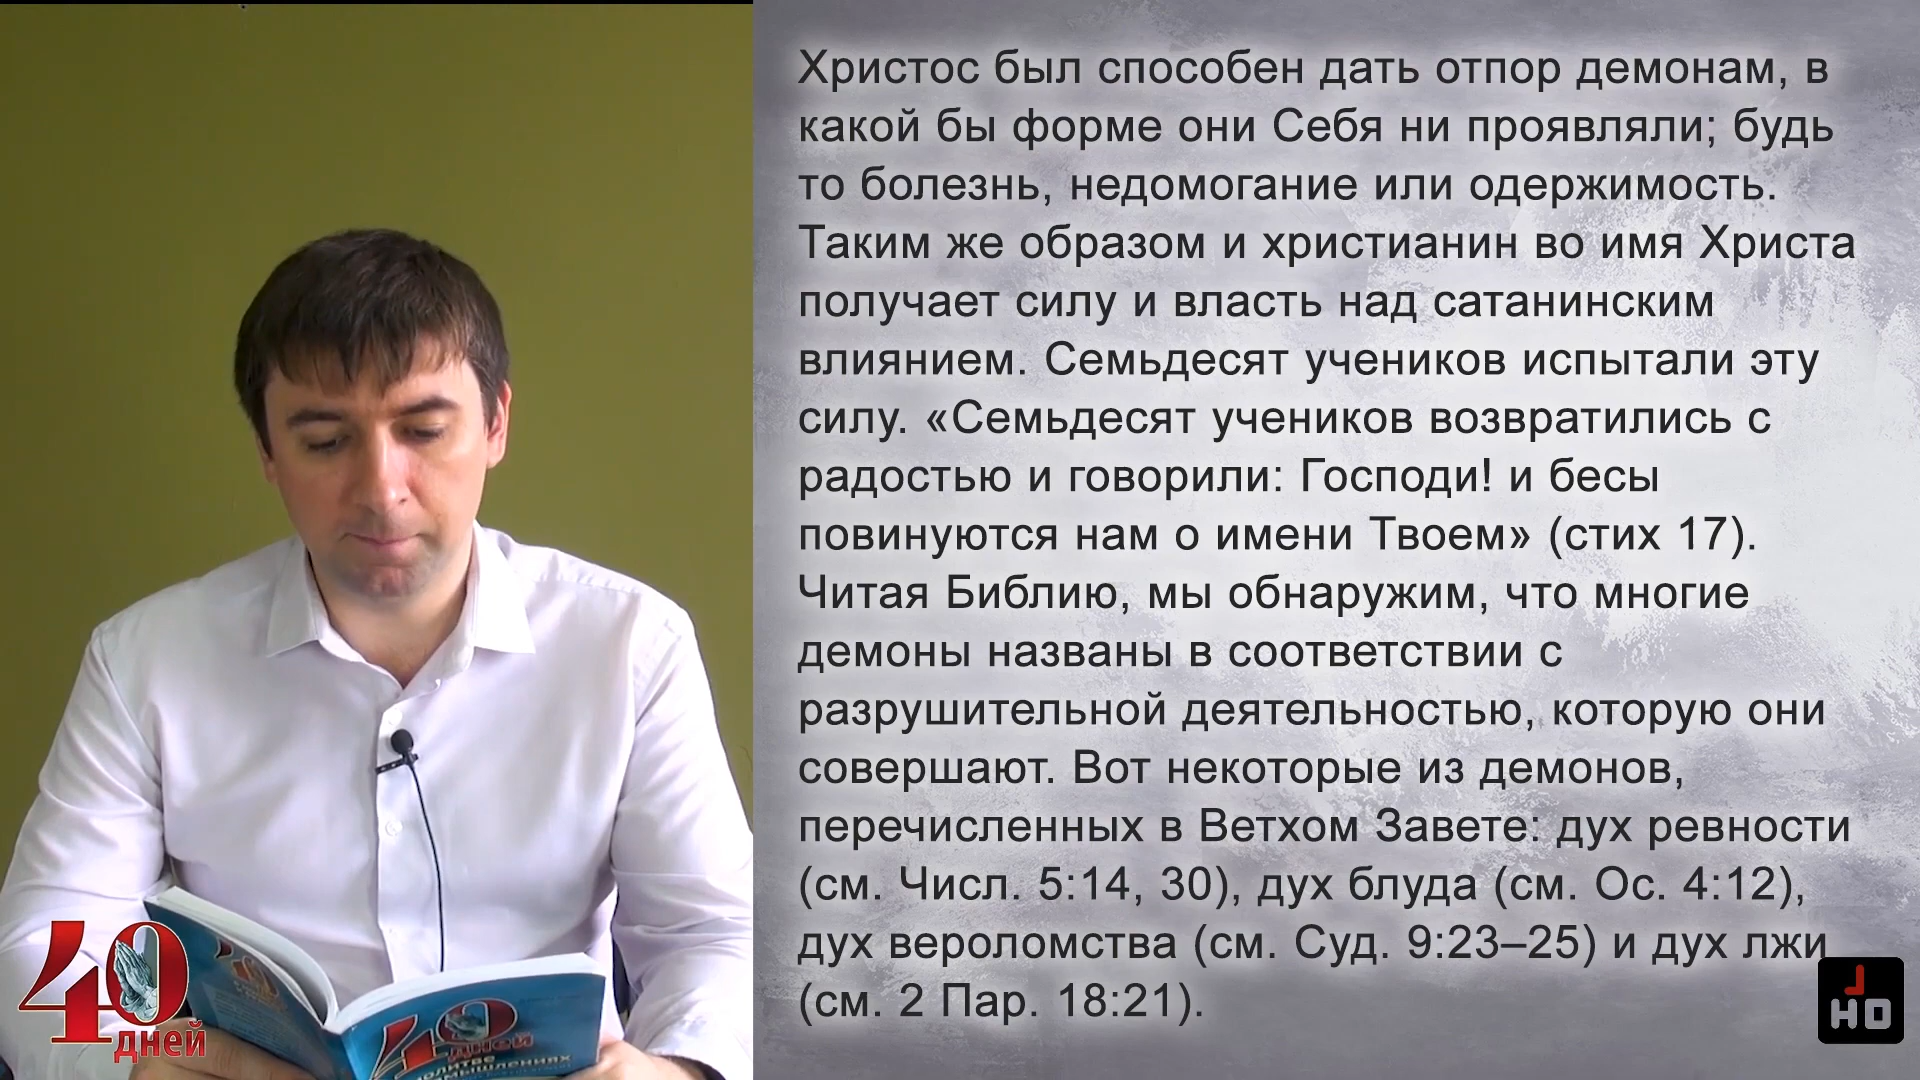 Христос был способен дать отпор демонам, в
какой бы форме они Себя ни проявляли; будь
то болезнь, недомогание или одержимость.
Таким же образом и христианин во имя Христа
получает силу и власть над сатанинским
влиянием. Семьдесят учеников испытали эту
силу. «Семьдесят учеников возвратились с
радостью и говорили: Господи! и бесы
повинуются нам о имени Твоем» (стих 17).
Читая Библию, мы обнаружим, что многие
демоны названы в соответствии с
разрушительной деятельностью, которую они
совершают. Вот некоторые из демонов,
перечисленных в Ветхом Завете: дух ревности
(см. Числ. 5:14, 30), дух блуда (см. Ос. 4:12),
дух вероломства (см. Суд. 9:23–25) и дух лжи
(см. 2 Пар. 18:21).
40
дней
40
дней